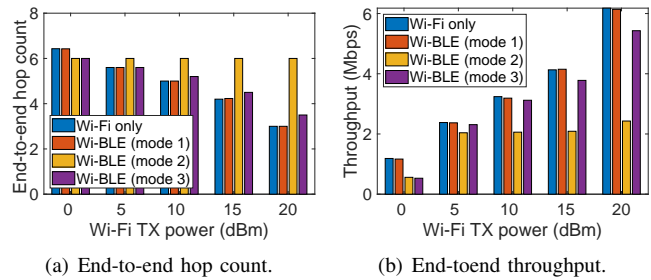 End-to-end hop count
8
6
4
2
0
Wi-Fi only
Wi-BLE (mode 1)
Wi-BLE (mode 2)
Wi-BLE (mode 3)
0 5 10 15 20
Wi-Fi TX power (dBm)
(a) End-to-end hop count.
Throughput (Mbps)
6
4
2
0
Wi-Fi only
Wi-BLE (mode 1)
Wi-BLE (mode 2)
Wi-BLE (mode 3)
0 5 10 15 20
Wi-Fi TX power (dBm)
(b) End-toend throughput.